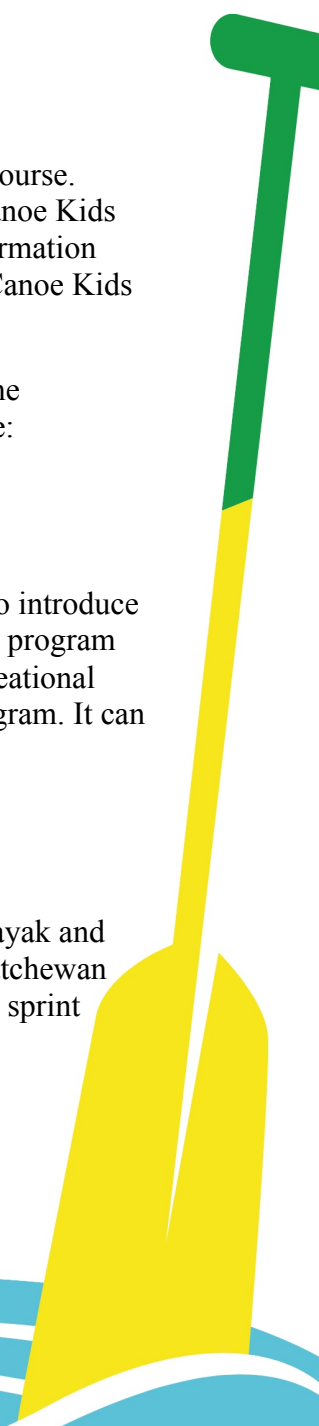 ourse.
anoe Kids
rmation
Canoe Kids
he
e:
o introduce
program
eational
gram. It can
ayak and
tchewan
sprint